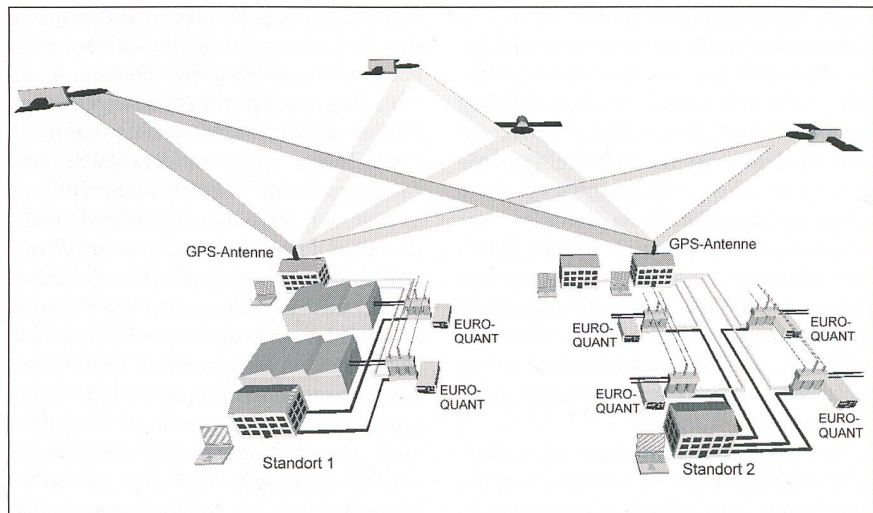 GPS-Antenne
GPS-Antenne
EURO-
QUANT
EURO-
QUANT
Standort 1
EURO-
QUANT
EURO-
QUANT
EURO-
QUANT
EURO-
QUANT
Standort 2